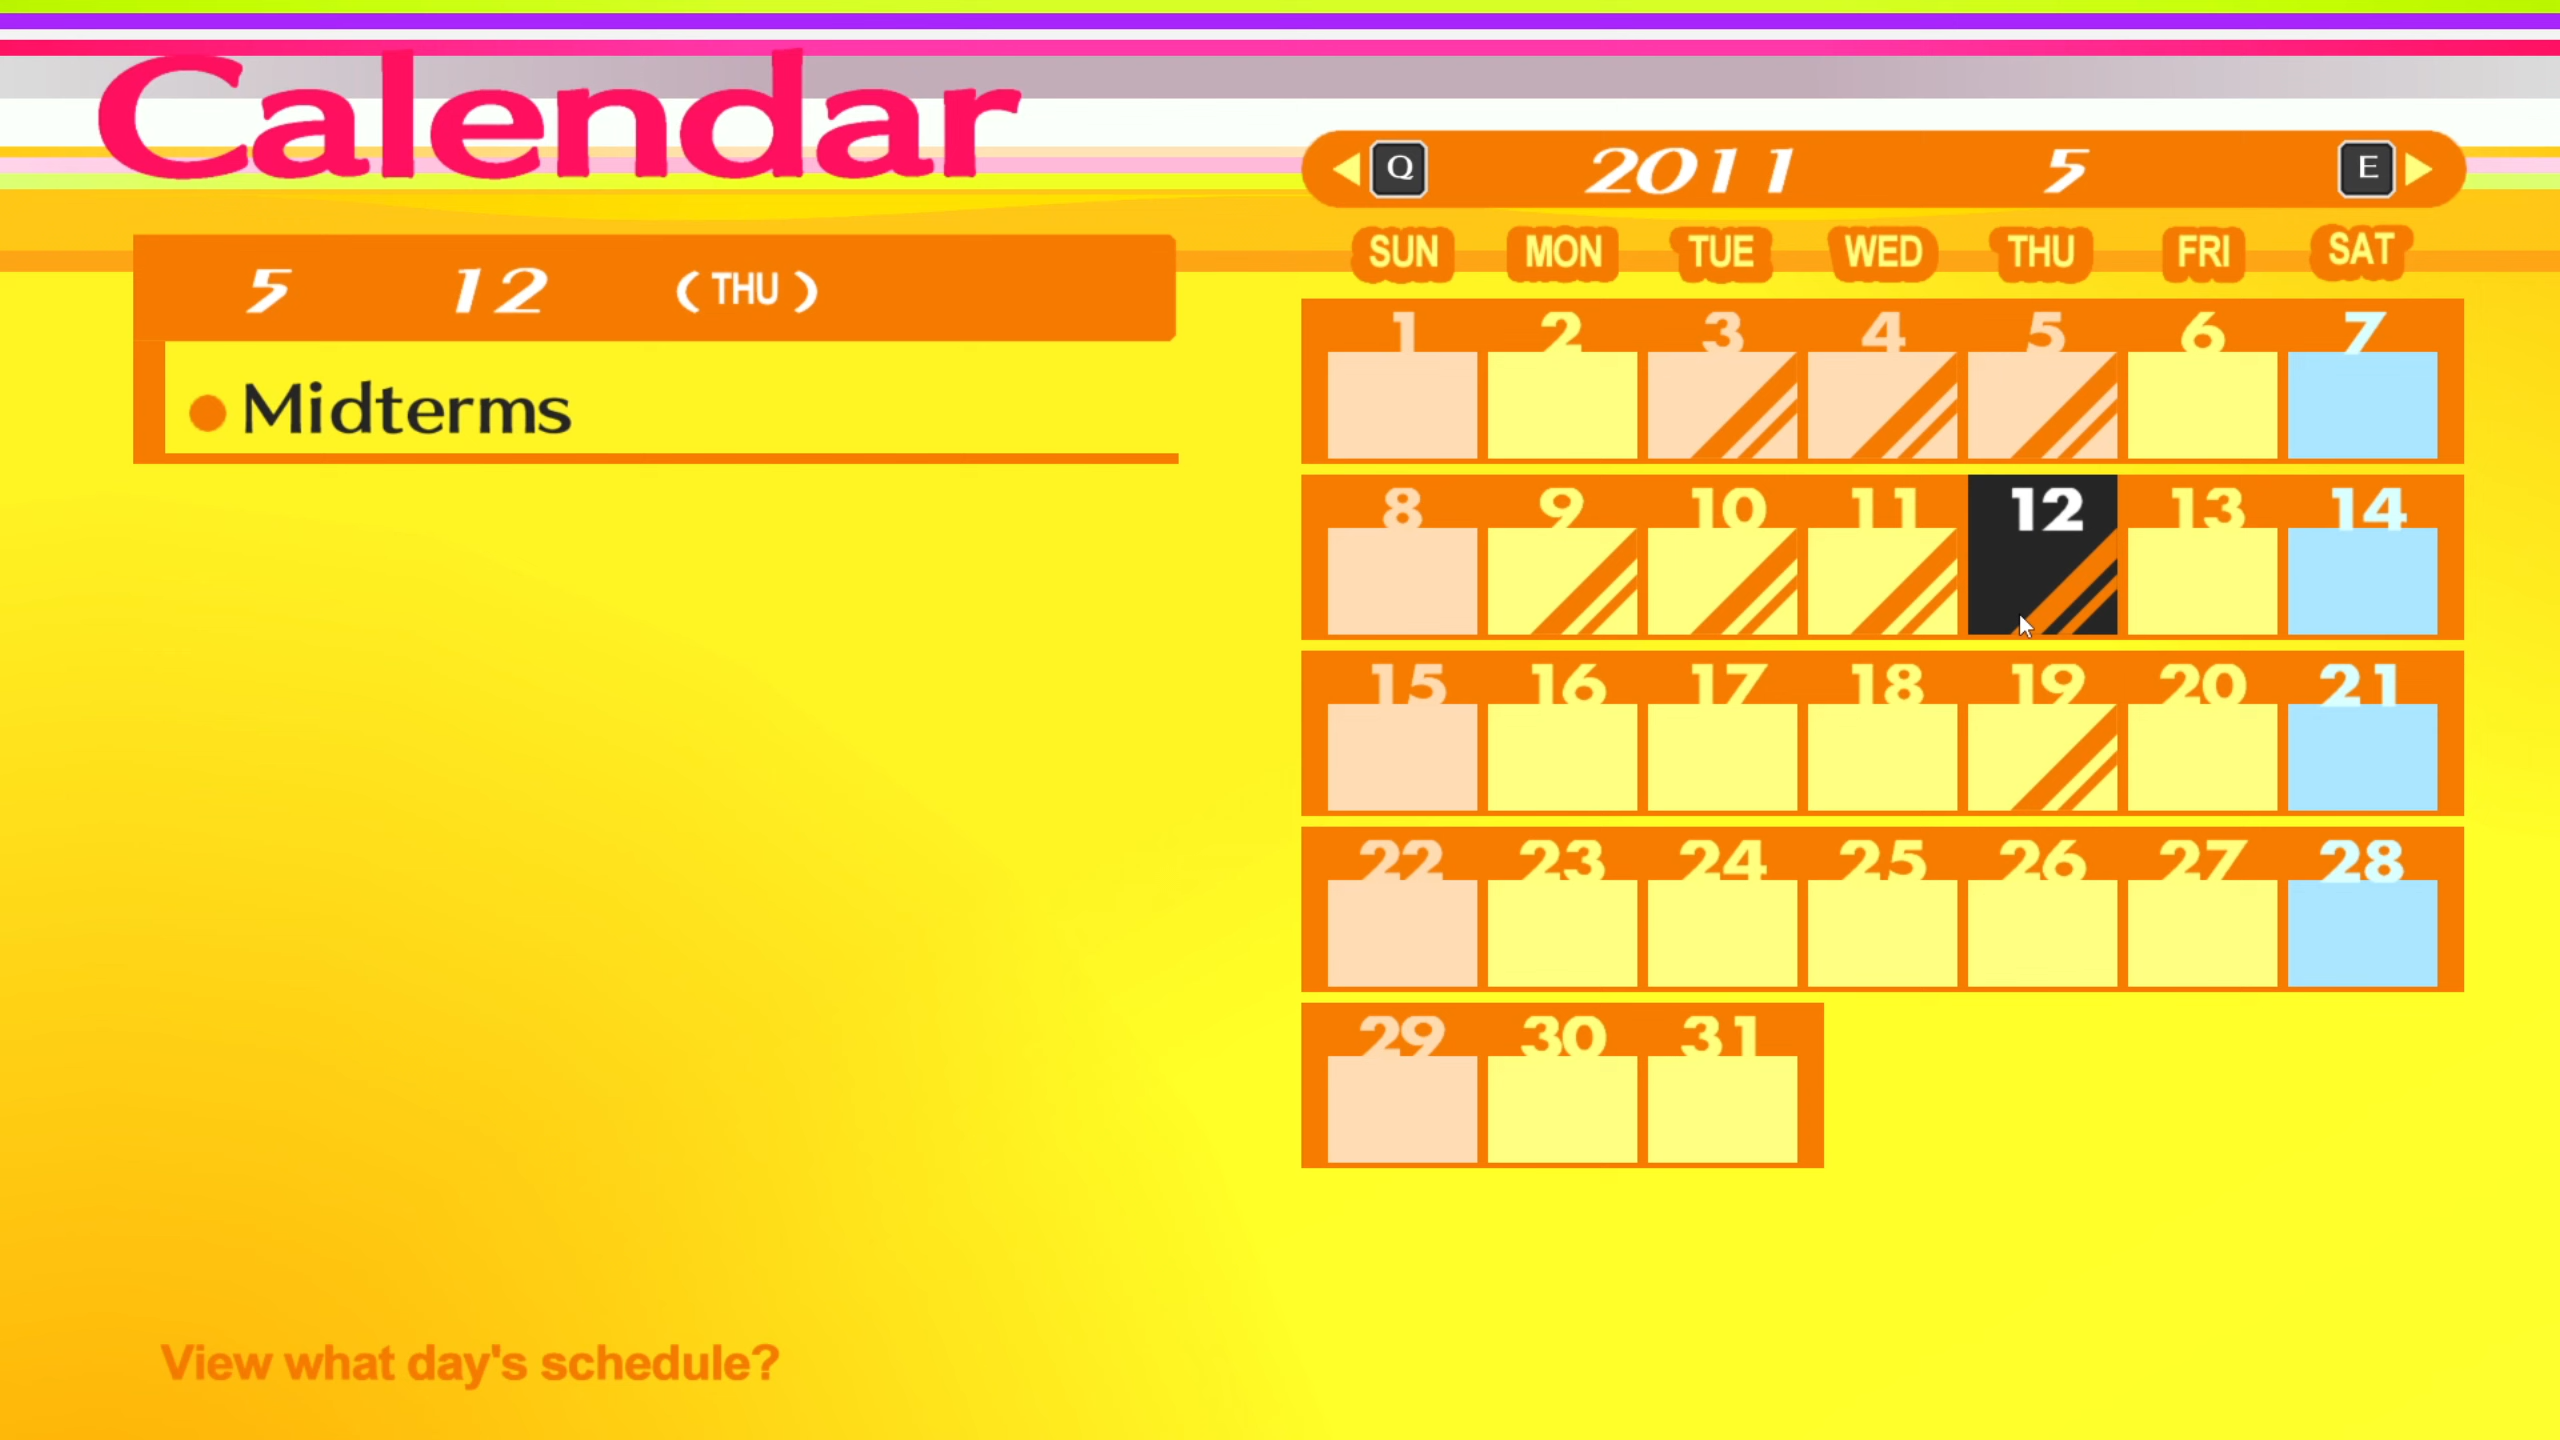 Calendar
Q 2011 5 E
5 12 (THU)
Midterms
SUN MON TUE WED THU FRI SAT
1 2 3 4 5 6 7
8 9 10 11 12 13 14
15 16 17 18 19 20 21
22 23 24 25 26 27 28
29 30 31
View what day's schedule?